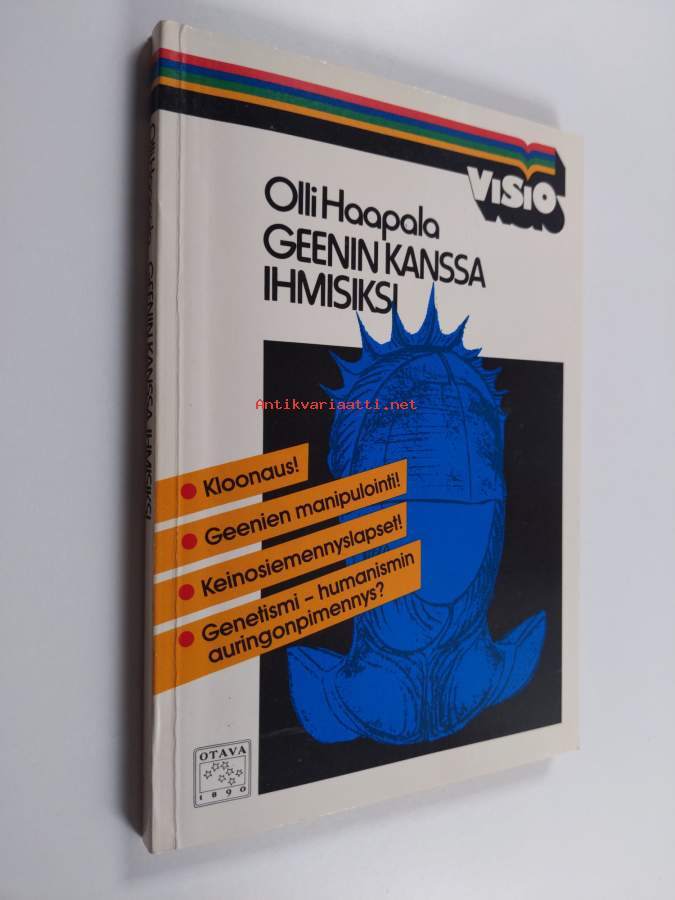 VISIO
Olli Haapala
GEENIN KANSSA
IHMISIKSI
Antikvariaatti.net
Kloonaus!
Geenien manipulointi!
Keinosiemennyslapset!
Genetismi – humanismin
auringonpimennys?
OTAVA
1890
Olli Haapala GEENIN KANSSA IHMISIKSI